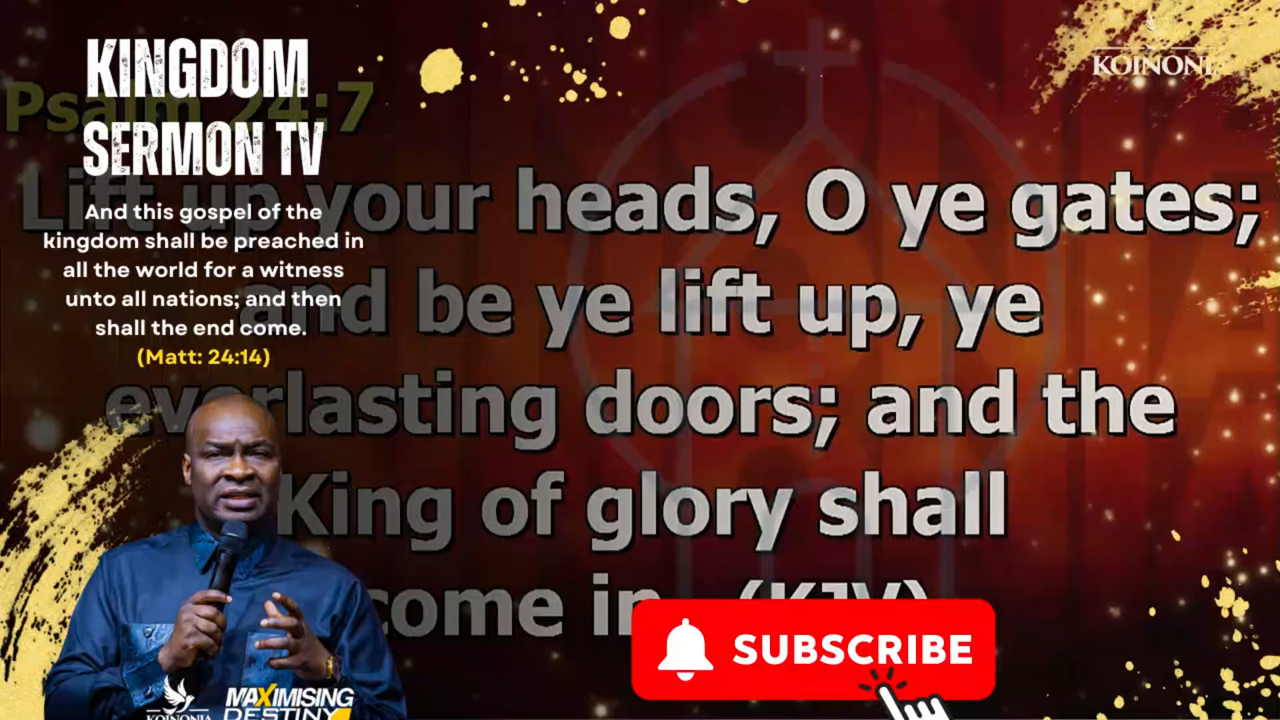 KINGDOM
SERMON TV
And this gospel of the
kingdom shall be preached in
all the world for a witness
unto all nations; and then
shall the end come.
(Matt: 24:14)
KOINONIA
MAXIMISING
DESTINY
KOINONI
Psalm 24:7
Lift up your heads, O ye gates;
and be ye lift up, ye
everlasting doors; and the
King of glory shall
come in. (KJV)
SUBSCRIBE